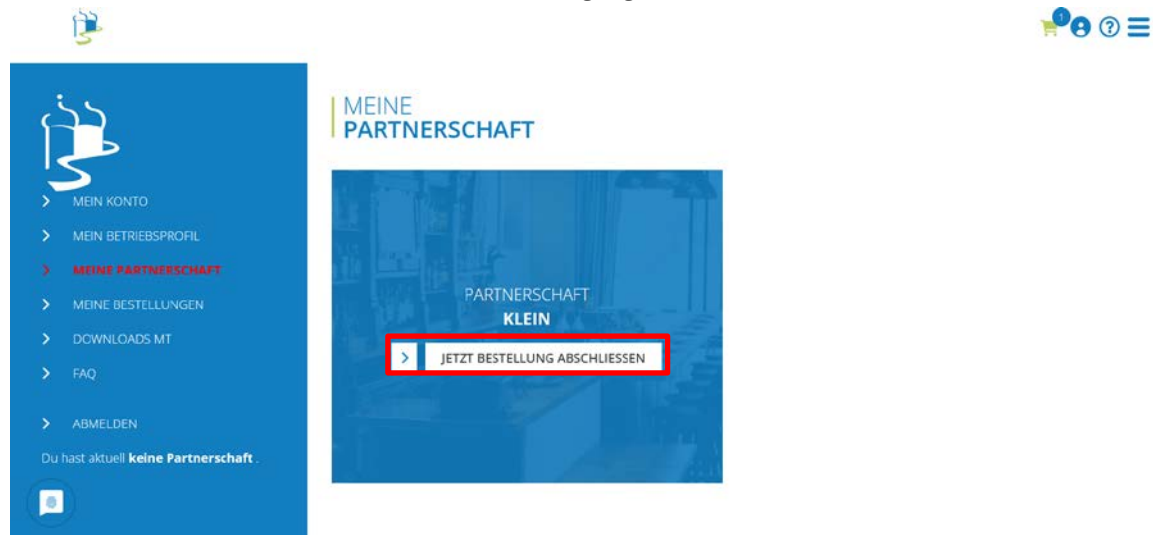 1
MEINE
PARTNERSCHAFT
MEIN KONTO
MEIN BETRIEBSPROFIL
MEINE PARTNERSCHAFT
MEINE BESTELLUNGEN
DOWNLOADS MT
FAQ
ABMELDEN
Du hast aktuell keine Partnerschaft .
PARTNERSCHAFT
KLEIN
JETZT BESTELLUNG ABSCHLIESSEN